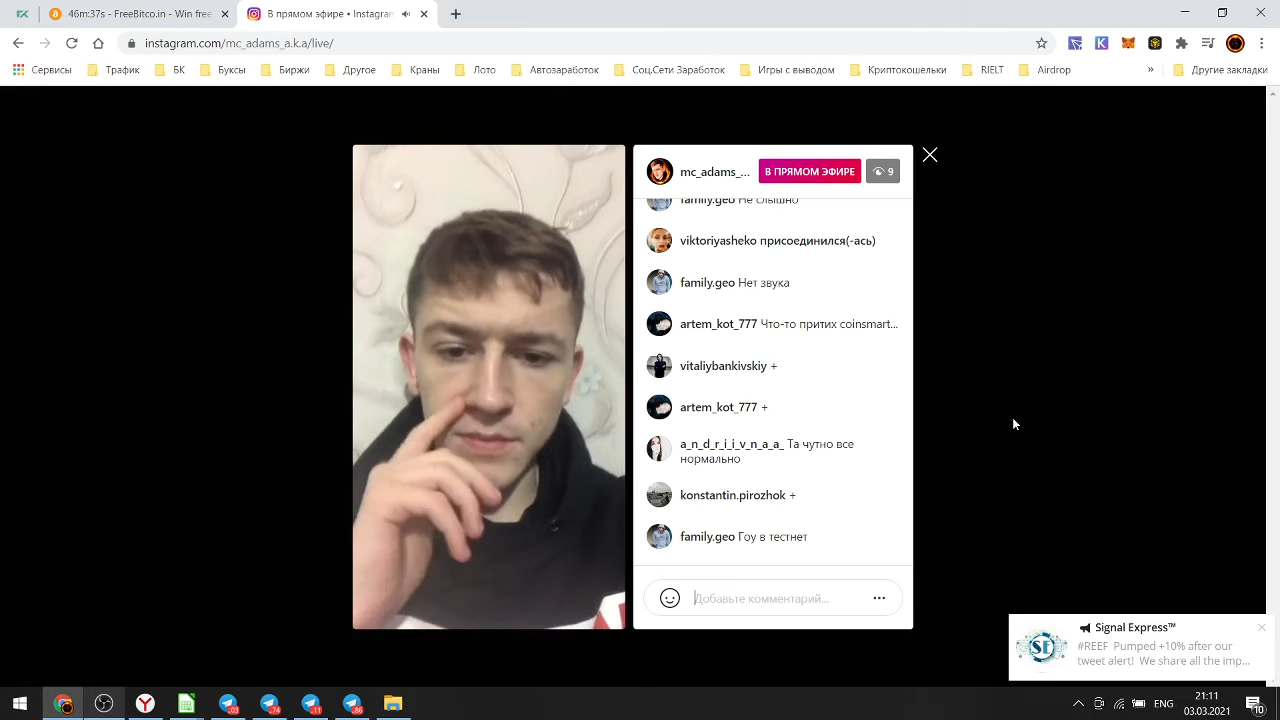 46m:37s - FreeBitco.in - Win free
В прямом эфире • Instagram
instagram.com/mc_adams_a.k.a/live/
Сервисы
Трафик
БК
Буксы
Биржи
Другое
Краны
Лото
Автозаработок
Соц.Сети Заработок
Игры с выводом
Криптокошельки
RIELT
Airdrop
»
Другие закладки
mc_adams_...
В ПРЯМОМ ЭФИРЕ
9
family.geo Не слышно
viktoriyasheko присоединился(-ась)
family.geo Нет звука
artem_kot_777 Что-то притих coinsmart...
vitaliybankivskiy +
artem_kot_777 +
a_n_d_r_i_i_v_n_a_a_ Та чутно все
нормально
konstantin.pirozhok +
family.geo Гоу в тестнет
Добавьте комментарий...
Signal Express™
#REEF Pumped +10% after our
tweet alert! We share all the imp...
03
74
11
86
ENG
21:11
03.03.2021
10